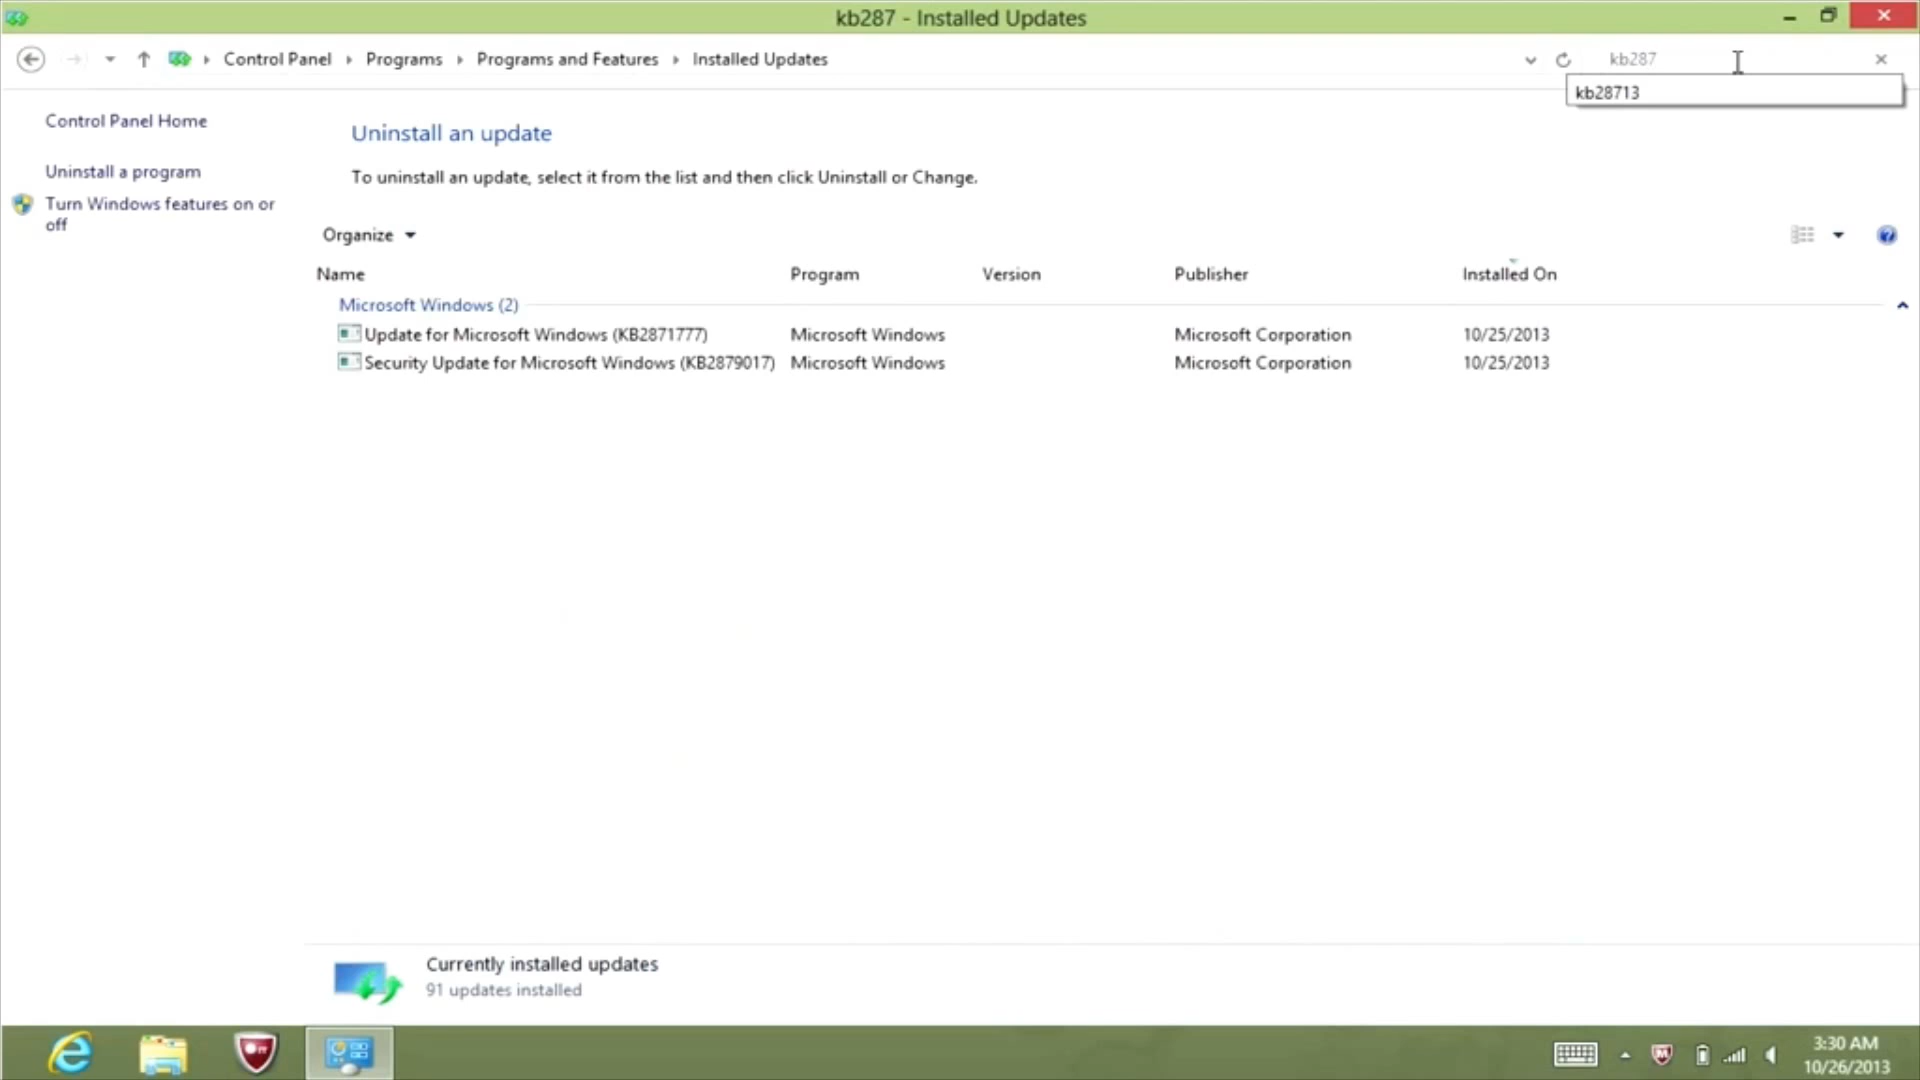 kb287 - Installed Updates
Control Panel Programs Programs and Features Installed Updates
kb287
kb28713
Control Panel Home
Uninstall a program
Turn Windows features on or
off
Uninstall an update
To uninstall an update, select it from the list and then click Uninstall or Change.
Organize
Name Program Version Publisher Installed On
Microsoft Windows (2)
Update for Microsoft Windows (KB2871777) Microsoft Windows Microsoft Corporation 10/25/2013
Security Update for Microsoft Windows (KB2879017) Microsoft Windows Microsoft Corporation 10/25/2013
Currently installed updates
91 updates installed
3:30 AM
10/26/2013